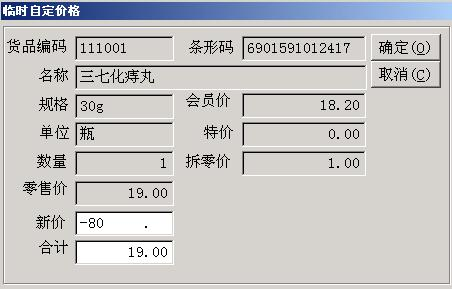 临时自定价格
货品编码 111001 条形码 6901591012417 确定(O)
名称 三七化痔丸 取消(C)
规格 30g 会员价 18.20
单位 瓶 特价 0.00
数量 1 拆零价 1.00
零售价 19.00
新价 -80 .
合计 19.00